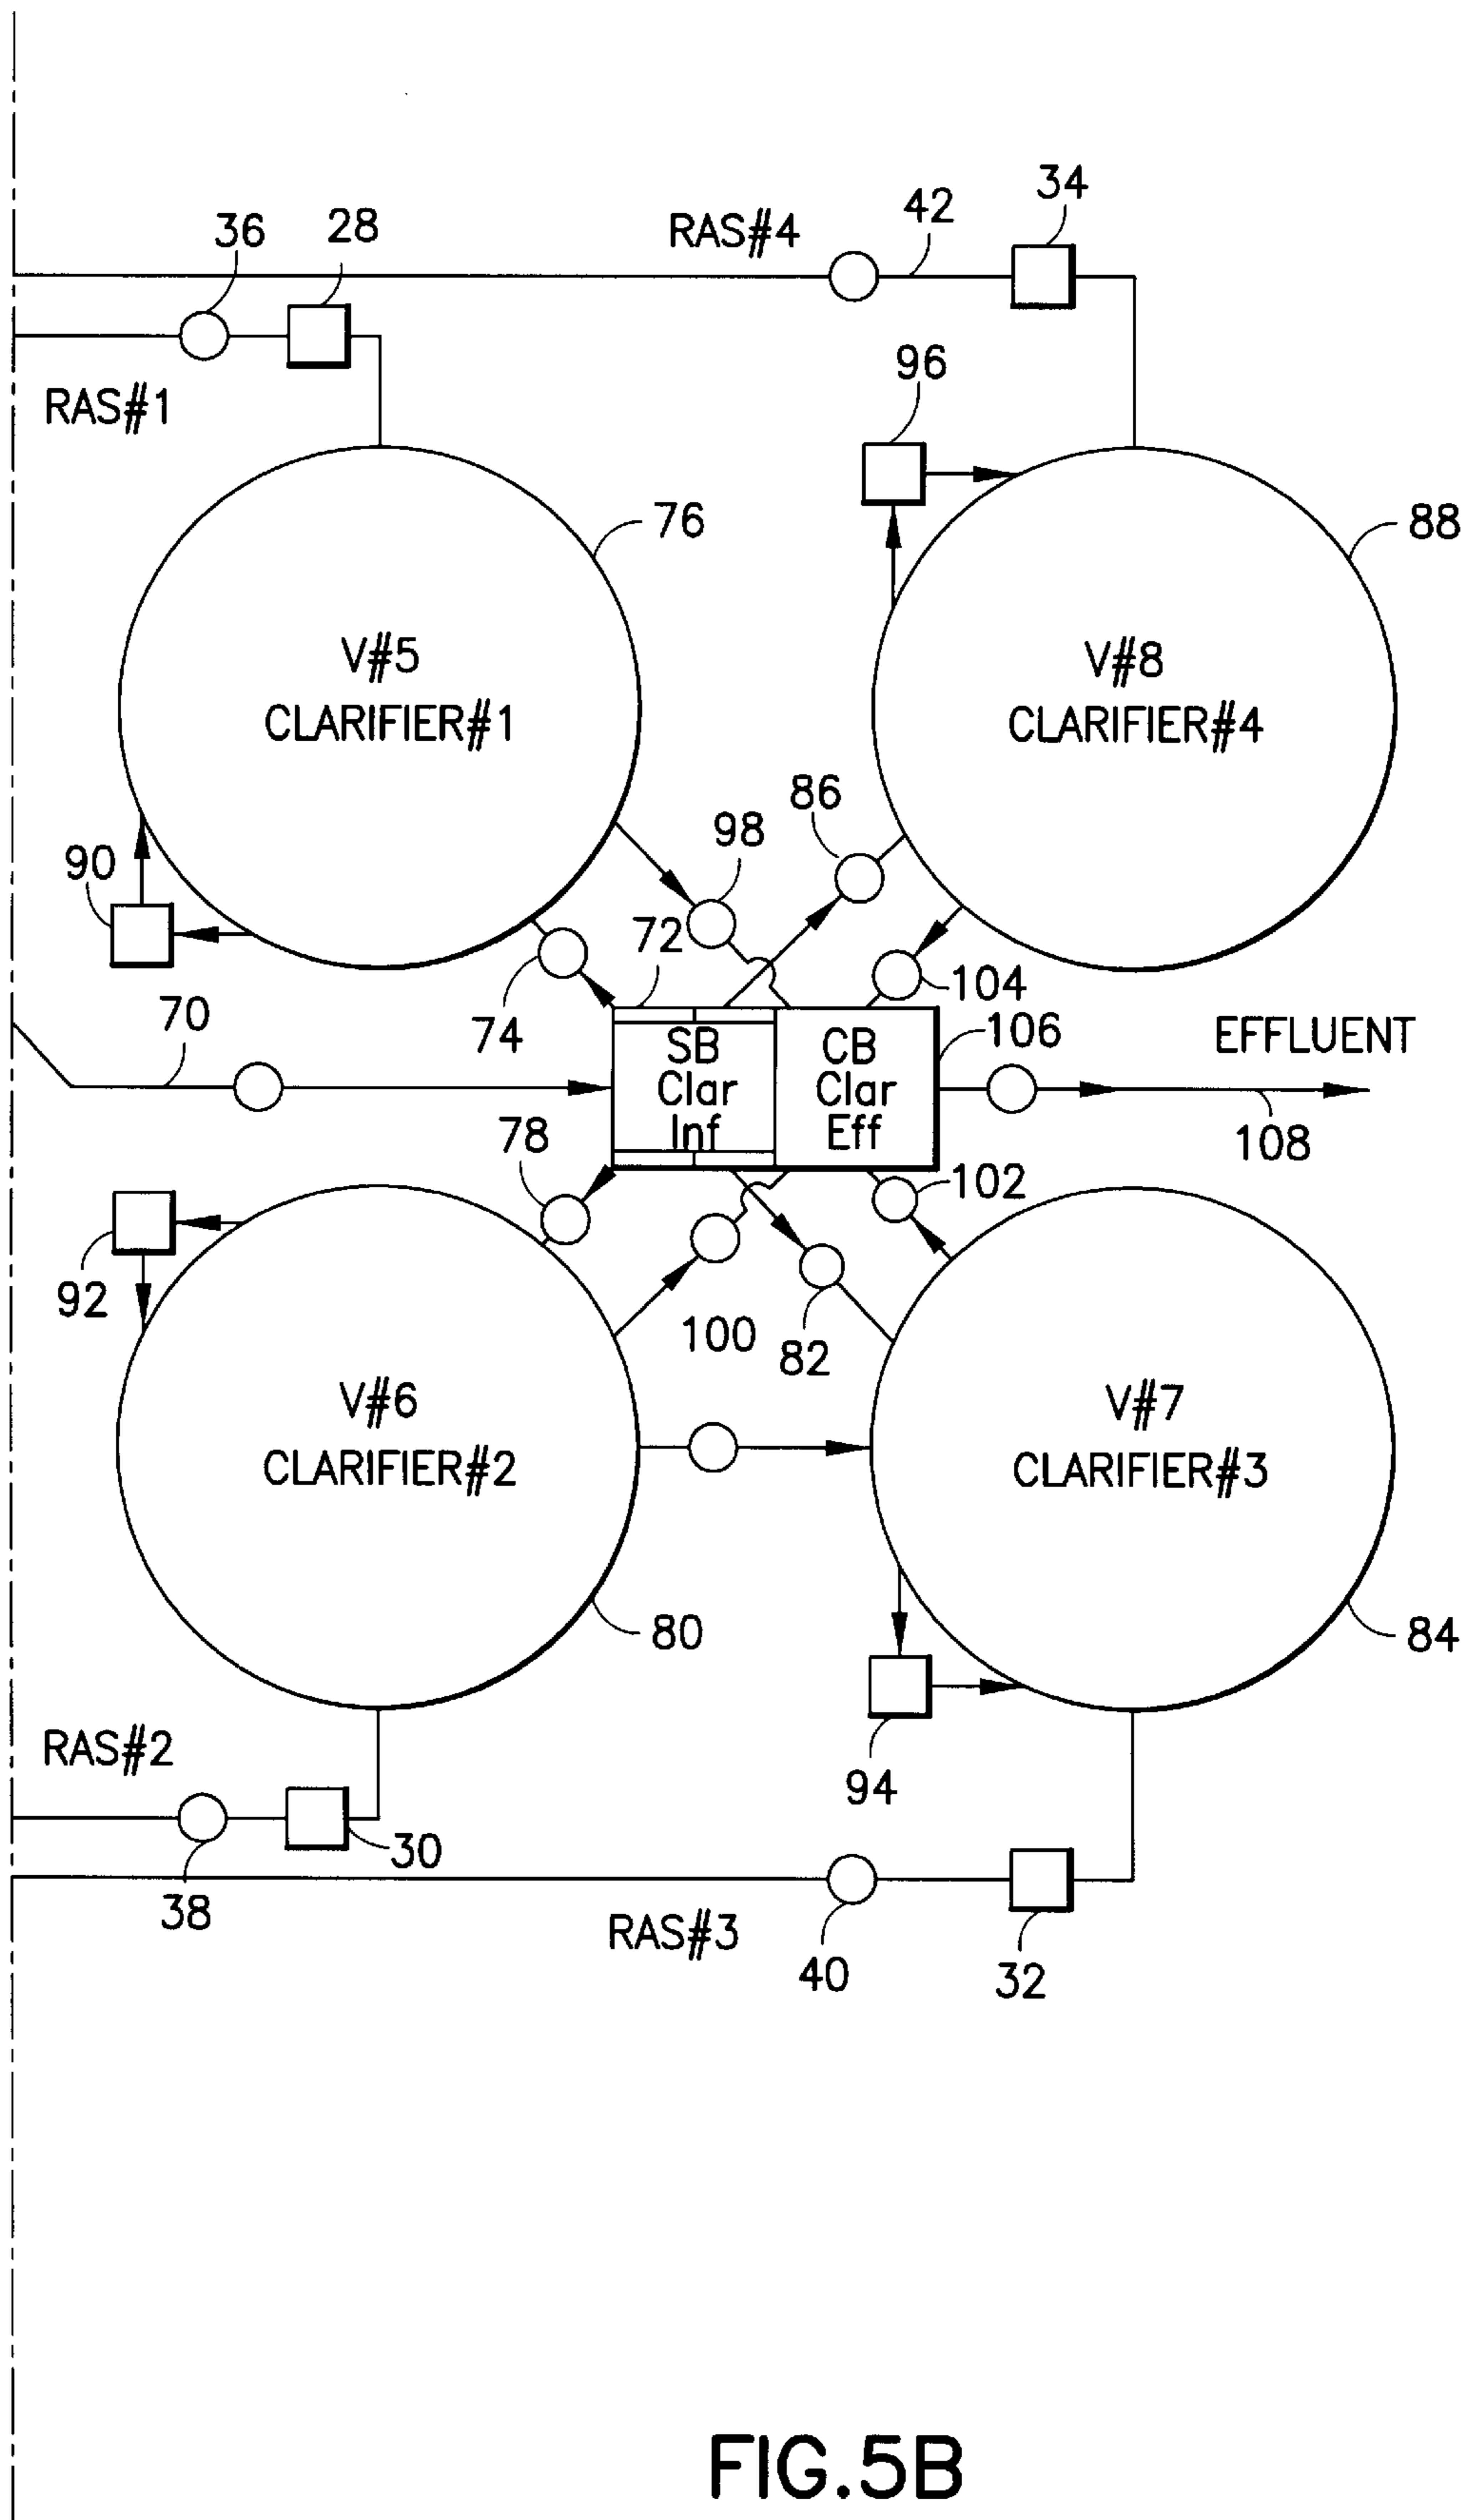 34
36
28
RAS#4
42
RAS#1
96
76
88
V#5
CLARIFIER#1
V#8
CLARIFIER#4
86
98
90
72
104
70
74
106
EFFLUENT
SB
Clar
Inf
CB
Clar
Eff
78
108
102
92
100
82
V#6
CLARIFIER#2
V#7
CLARIFIER#3
80
84
RAS#2
94
30
38
RAS#3
40
32
FIG.5B